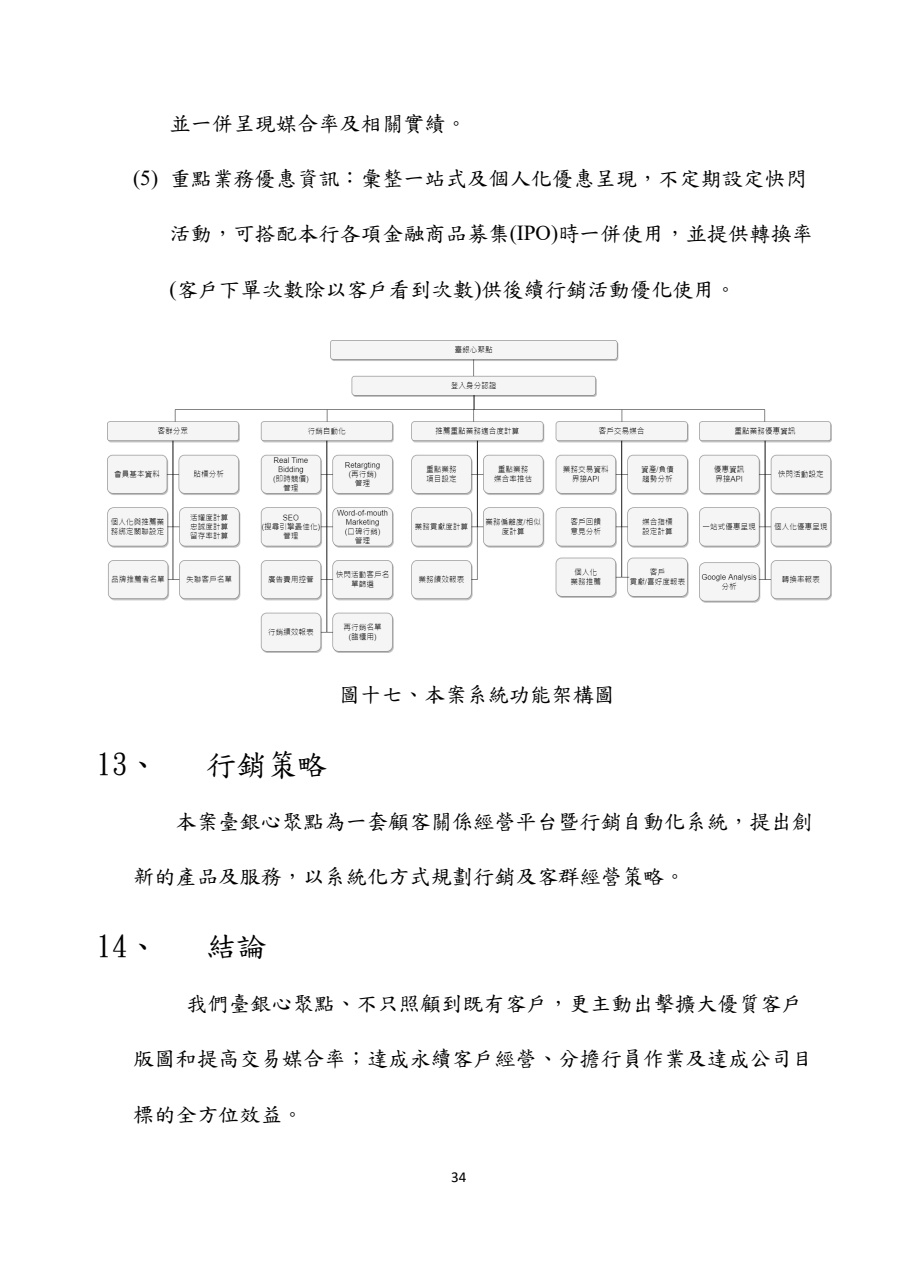 並一併呈現媒合率及相關實績。
(5) 重點業務優惠資訊：彙整一站式及個人化優惠呈現，不定期設定快閃
活動，可搭配本行各項金融商品募集(IPO)時一併使用，並提供轉換率
(客戶下單次數除以客戶看到次數)供後續行銷活動優化使用。
臺銀心聚點
登入身分認證
客群分眾
行銷自動化
推薦重點業務適合度計算
客戶交易媒合
重點業務優惠資訊
會員基本資料
貼標分析
Real Time
Bidding
(即時競價)
管理
Retargting
(再行銷)
管理
重點業務
項目設定
重點業務
媒合率推估
業務交易資料
界接API
資產/負債
趨勢分析
優惠資訊
界接API
快閃活動設定
個人化與推薦業
務綁定關聯設定
活躍度計算
忠誠度計算
留存率計算
SEO
(搜尋引擎最佳化)
管理
Word-of-mouth
Marketing
(口碑行銷)
管理
業務貢獻度計算
業務偏離度/相似
度計算
客戶回饋
意見分析
媒合指標
設定計算
一站式優惠呈現
個人化優惠呈現
品牌推薦者名單
失聯客戶名單
廣告費用控管
快閃活動客戶名
單篩選
業務績效報表
個人化
業務推薦
客戶
貢獻/喜好度報表
Google Analysis
分析
轉換率報表
行銷績效報表
再行銷名單
(臨櫃用)
圖十七、本案系統功能架構圖
13、 行銷策略
本案臺銀心聚點為一套顧客關係經營平台暨行銷自動化系統，提出創
新的產品及服務，以系統化方式規劃行銷及客群經營策略。
14、 結論
我們臺銀心聚點、不只照顧到既有客戶，更主動出擊擴大優質客戶
版圖和提高交易媒合率；達成永續客戶經營、分擔行員作業及達成公司目
標的全方位效益。
34